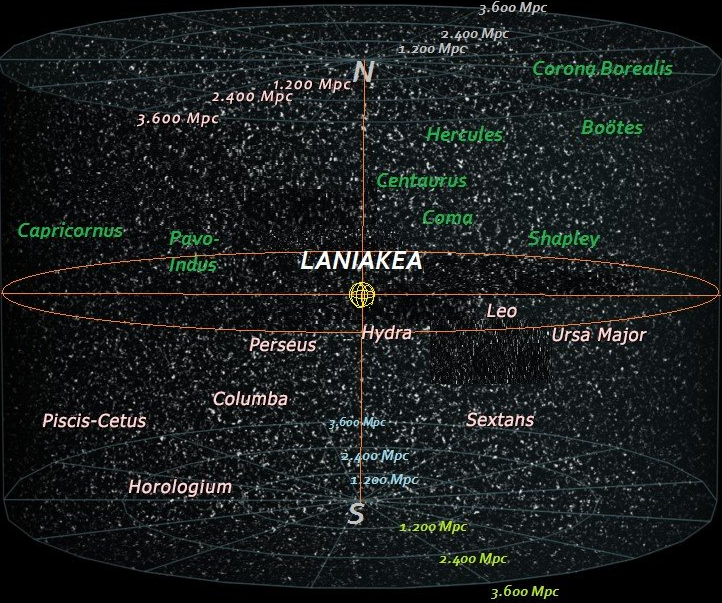 3.600 Mpc
2.400 Mpc
1.200 Mpc
N
Corona Borealis
1.200 Mpc
2.400 Mpc
3.600 Mpc
Hercules
Boötes
Centaurus
Coma
Capricornus
Pavo-
Indus
Shapley
LANIAKEA
Leo
Hydra
Ursa Major
Perseus
Columba
Piscis-Cetus
Sextans
3,600 Mpc
2.400 Mpc
1 200 Mpc
Horologium
S
1.200 Mpc
2.400 Mpc
3.600 Mpc